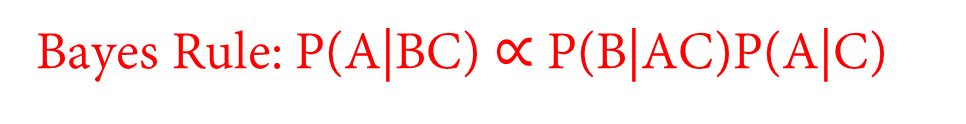 Bayes Rule: P(A|BC) ∝ P(B|AC)P(A|C)